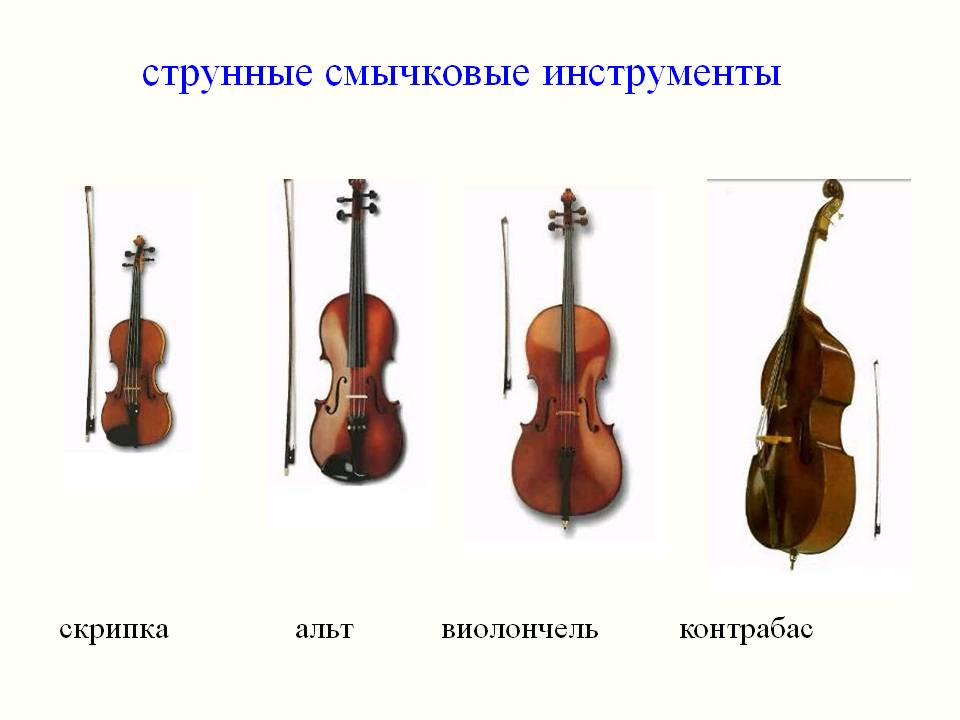 струнные смычковые инструменты
скрипка альт виолончель контрабас